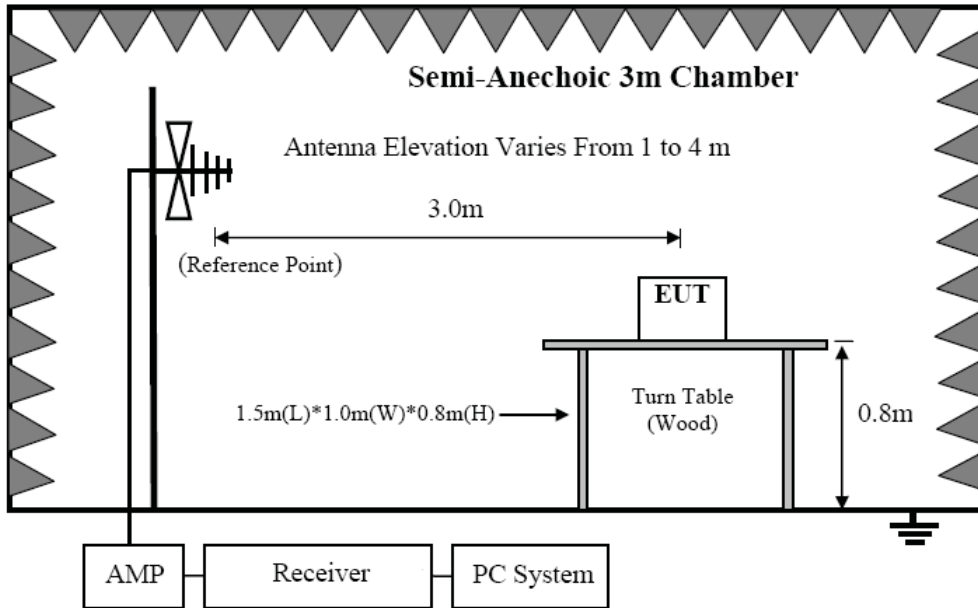 Semi-Anechoic 3m Chamber
Antenna Elevation Varies From 1 to 4 m
3.0m
(Reference Point)
EUT
1.5m(L)*1.0m(W)*0.8m(H)
Turn Table
(Wood)
0.8m
AMP
Receiver
PC System